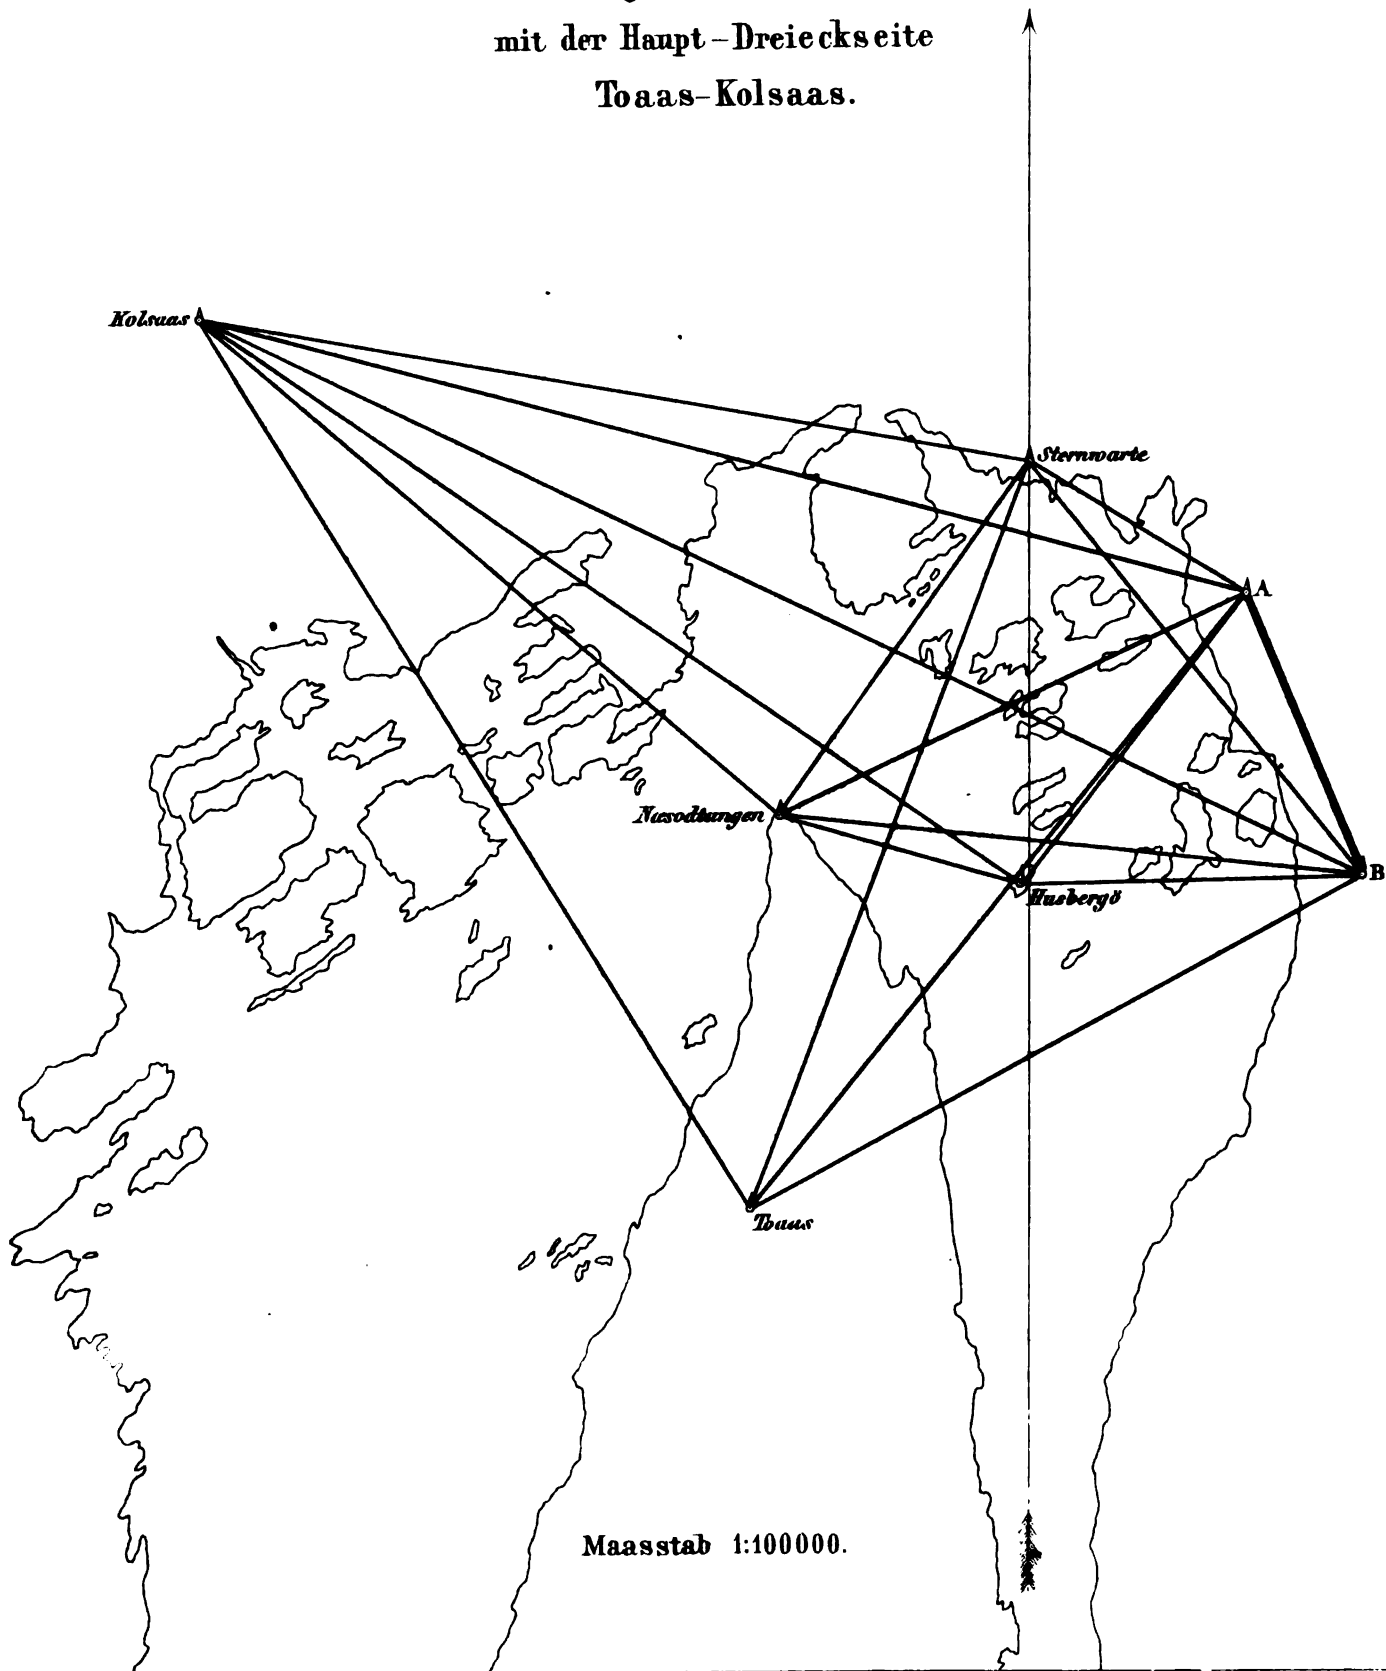 mit der Haupt-Dreieckseite
Toaas-Kolsaas.
Kolsaas
Sternwarte
A
Næsodtangen
B
Husbergö
Toaas
Maasstab 1:100000.